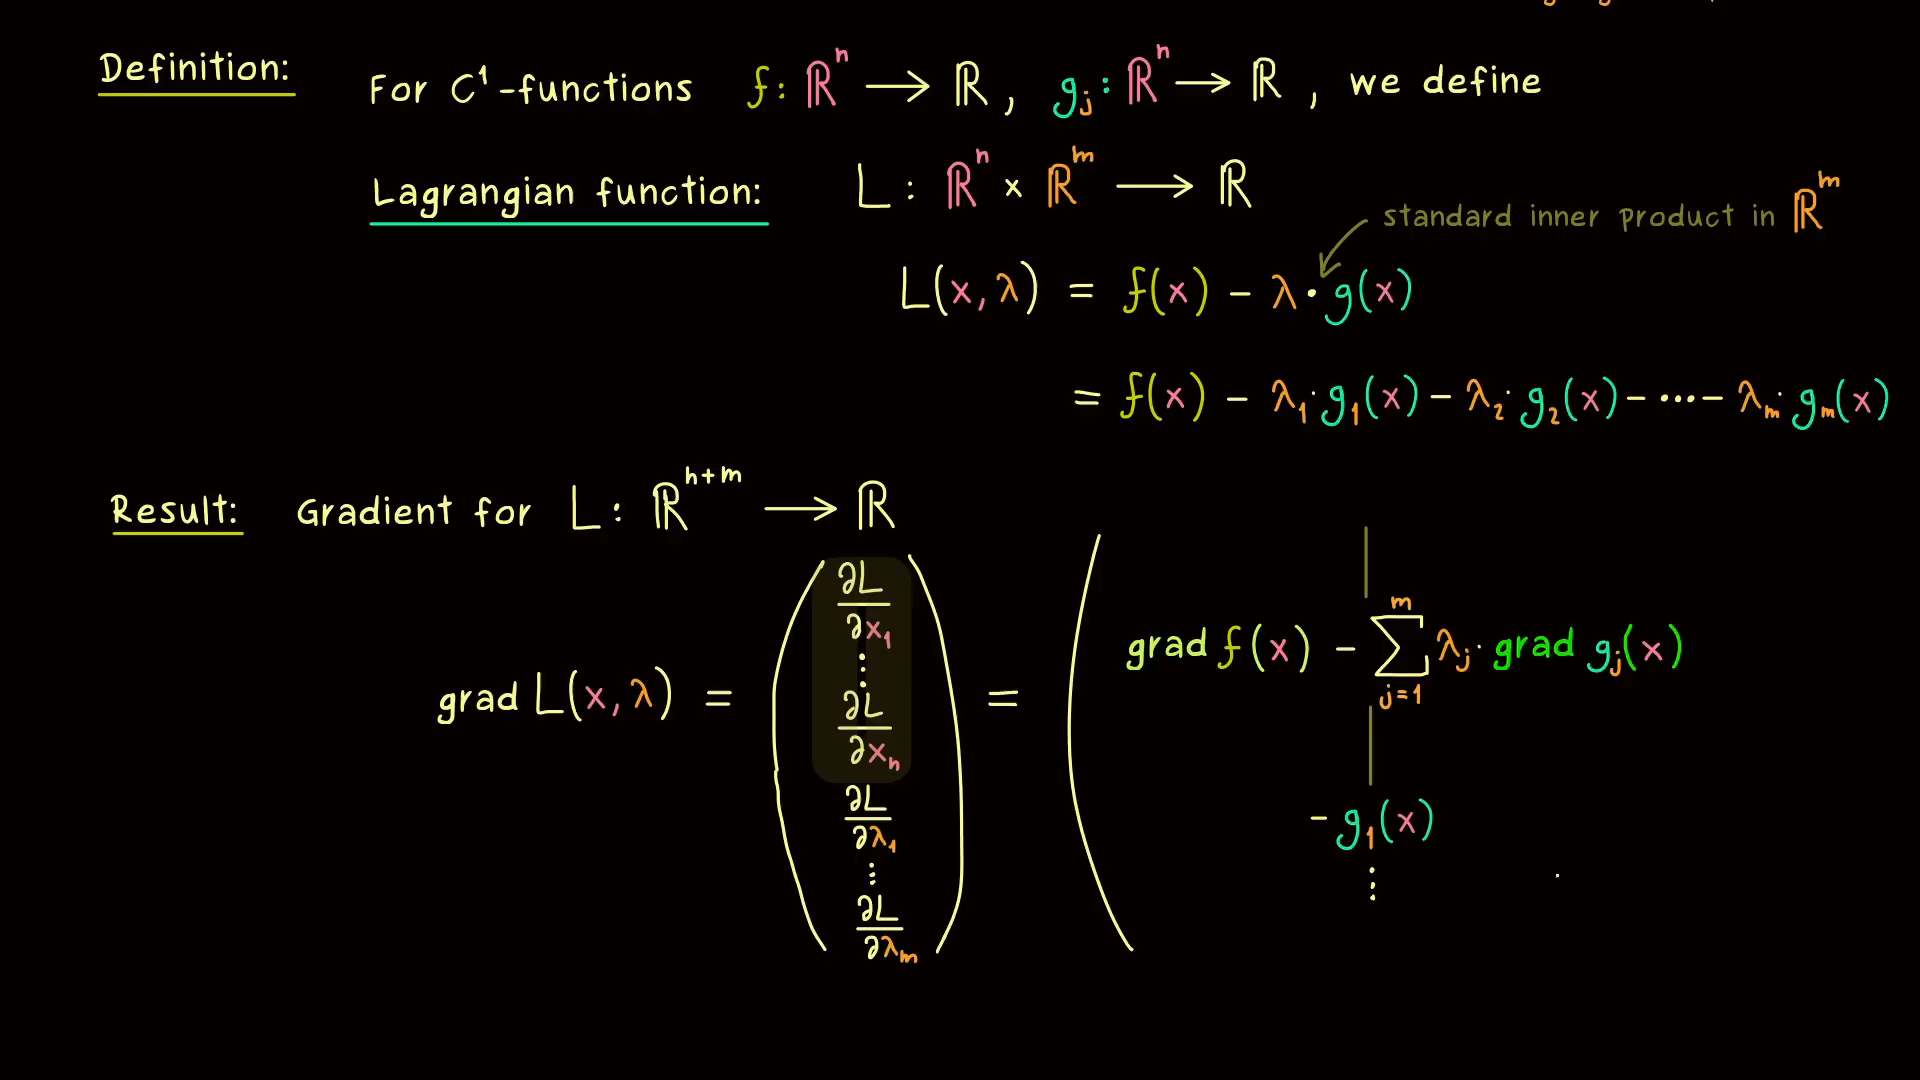 Definition: For C¹-functions f: ℝⁿ ⟶ ℝ, gⱼ: ℝⁿ ⟶ ℝ, we define
Lagrangian function: L: ℝⁿ × ℝᵐ ⟶ ℝ
standard inner product in ℝᵐ
L(x,λ) = f(x) - λ·g(x)
= f(x) - λ₁·g₁(x) - λ₂·g₂(x) - ··· - λₘ·gₘ(x)
Result: Gradient for L: ℝⁿ⁺ᵐ ⟶ ℝ
grad L(x,λ) = ( ∂L/∂x₁ ⋮ ∂L/∂xₙ ∂L/∂λ₁ ⋮ ∂L/∂λₘ ) = ( grad f(x) - ∑ⱼ₌₁ᵐ λⱼ· grad gⱼ(x)
-g₁(x)
⋮